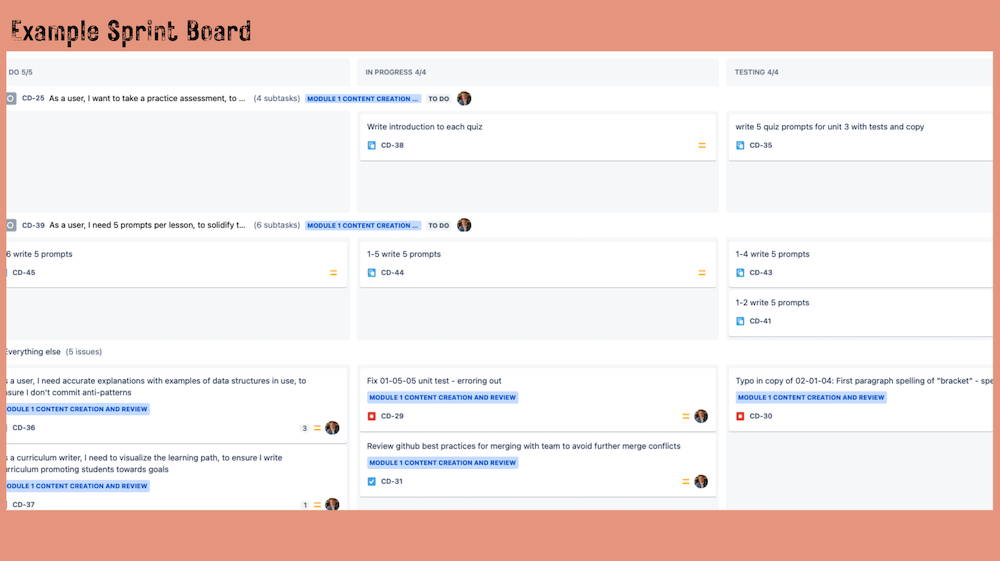 Example Sprint Board
DO 5/5
IN PROGRESS 4/4
TESTING 4/4
CD-25 As a user, I want to take a practice assessment, to ... (4 subtasks) MODULE 1 CONTENT CREATION ... TO DO
Write introduction to each quiz
CD-38
write 5 quiz prompts for unit 3 with tests and copy
CD-35
CD-39 As a user, I need 5 prompts per lesson, to solidify t... (6 subtasks) MODULE 1 CONTENT CREATION ... TO DO
6 write 5 prompts
CD-45
1-5 write 5 prompts
CD-44
1-4 write 5 prompts
CD-43
1-2 write 5 prompts
CD-41
Everything else (5 issues)
s a user, I need accurate explanations with examples of data structures in use, to
nsure I don't commit anti-patterns
ODULE 1 CONTENT CREATION AND REVIEW
CD-36 3
s a curriculum writer, I need to visualize the learning path, to ensure I write
urriculum promoting students towards goals
ODULE 1 CONTENT CREATION AND REVIEW
CD-37 1
Fix 01-05-05 unit test - erroring out
MODULE 1 CONTENT CREATION AND REVIEW
CD-29
Review github best practices for merging with team to avoid further merge conflicts
MODULE 1 CONTENT CREATION AND REVIEW
CD-31
Typo in copy of 02-01-04: First paragraph spelling of "bracket" - spe
MODULE 1 CONTENT CREATION AND REVIEW
CD-30